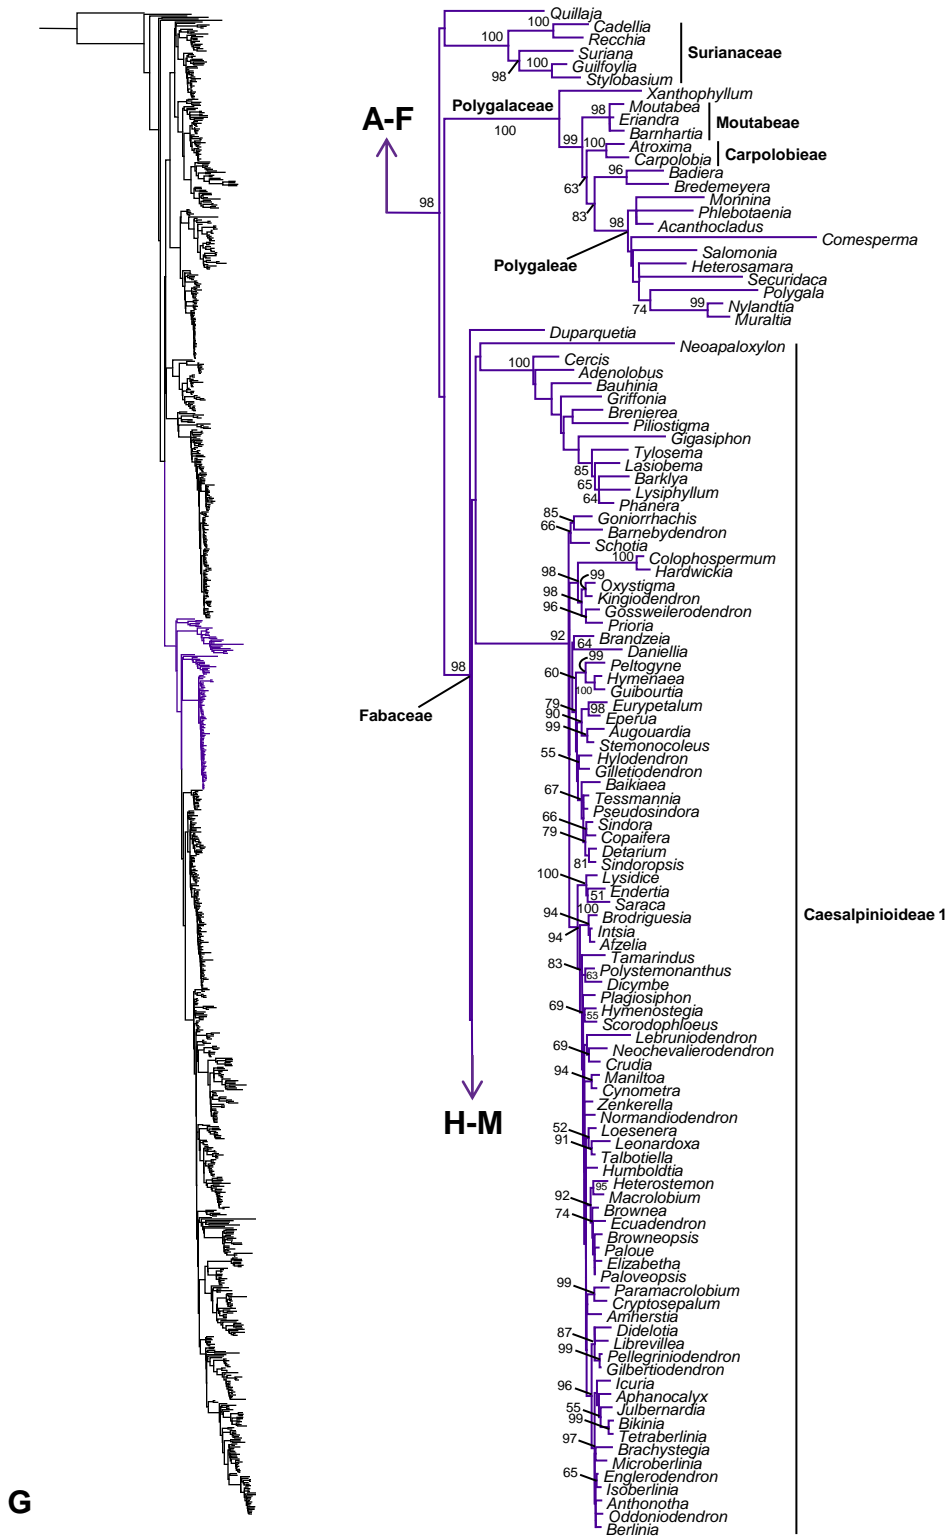 Quillaja
100
Cadellia
100
Recchia
Suriana
Surianaceae
100
Guilfoylia
98
Stylobasium
Polygalaceae
Xanthophyllum
A-F
98
Moutabea
100
Eriandra
Moutabeae
99
Barnhartia
100
Atroxima
Carpolobieae
Carpolobia
63
96
Badiera
Bredemeyera
98
83
98
Monnina
Phlebotaenia
Acanthocladus
Comesperma
Polygaleae
Salomonia
Heterosamara
Securidaca
Polygala
74
99
Nylandtia
Muraltia
Duparquetia
Neoapaloxylon
100
Cercis
Adenolobus
Bauhinia
Griffonia
Brenierea
Piliostigma
Gigasiphon
Tylosema
85
Lasiobema
65
Barklya
64
Lysiphyllum
Phanera
85
Goniorrhachis
66
Barnebydendron
Schotia
100
Colophospermum
Hardwickia
98
99
Oxystigma
98
Kingiodendron
96
Gossweilerodendron
Prioria
92
64
Brandzeia
Daniellia
98
99
Peltogyne
60
Hymenaea
100
Guibourtia
Fabaceae
79
98
Eurypetalum
90
Eperua
99
Augouardia
Stemonocoleus
55
Hylodendron
Gilletiodendron
Baikiaea
67
Tessmannia
Pseudosindora
66
Sindora
79
Copaifera
Detarium
81
Sindoropsis
100
Lysidice
51
Endertia
Saraca
100
94
Brodriguesia
Caesalpinioideae 1
94
Intsia
Afzelia
83
Tamarindus
63
Polystemonanthus
Dicymbe
Plagiosiphon
69
55
Hymenostegia
Scorodophloeus
Lebruniodendron
69
Neochevalierodendron
Crudia
94
Maniltoa
Cynometra
H-M
Zenkerella
Normandiodendron
52
Loesenera
91
Leonardoxa
Talbotiella
Humboldtia
95
Heterostemon
92
Macrolobium
74
Brownea
Ecuadendron
Browneopsis
Paloue
Elizabetha
Paloveopsis
99
Paramacrolobium
Cryptosepalum
Amherstia
87
Didelotia
Librevillea
99
Pellegriniodendron
Gilbertiodendron
96
Icuria
Aphanocalyx
55
Julbernardia
99
Bikinia
Tetraberlinia
97
Brachystegia
Microberlinia
65
Englerodendron
Isoberlinia
Anthonotha
Oddoniodendron
Berlinia
G